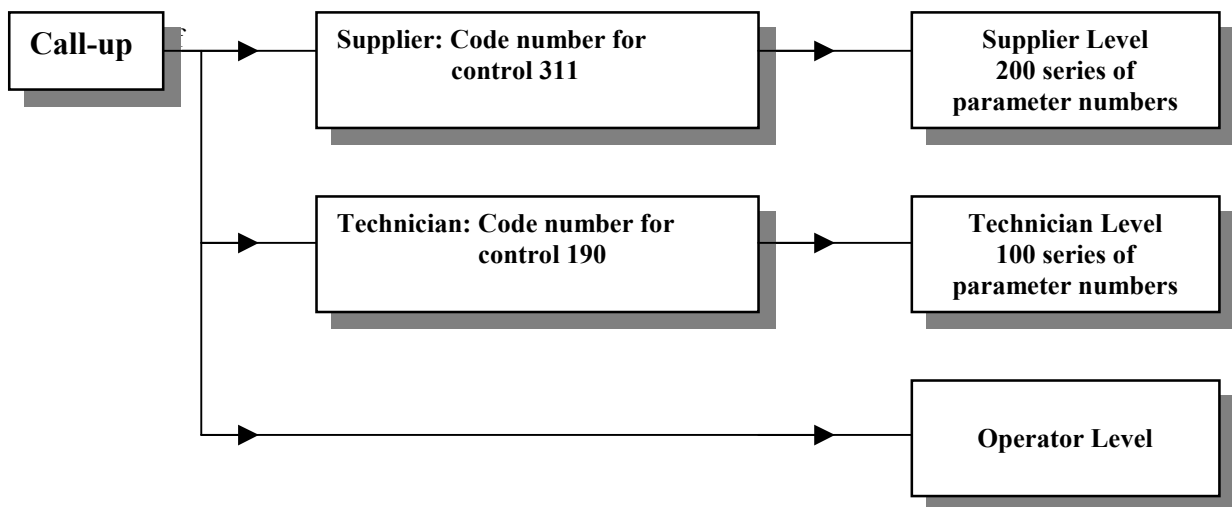 Call-up
Supplier: Code number for
control 311
Supplier Level
200 series of
parameter numbers
Technician: Code number for
control 190
Technician Level
100 series of
parameter numbers
Operator Level